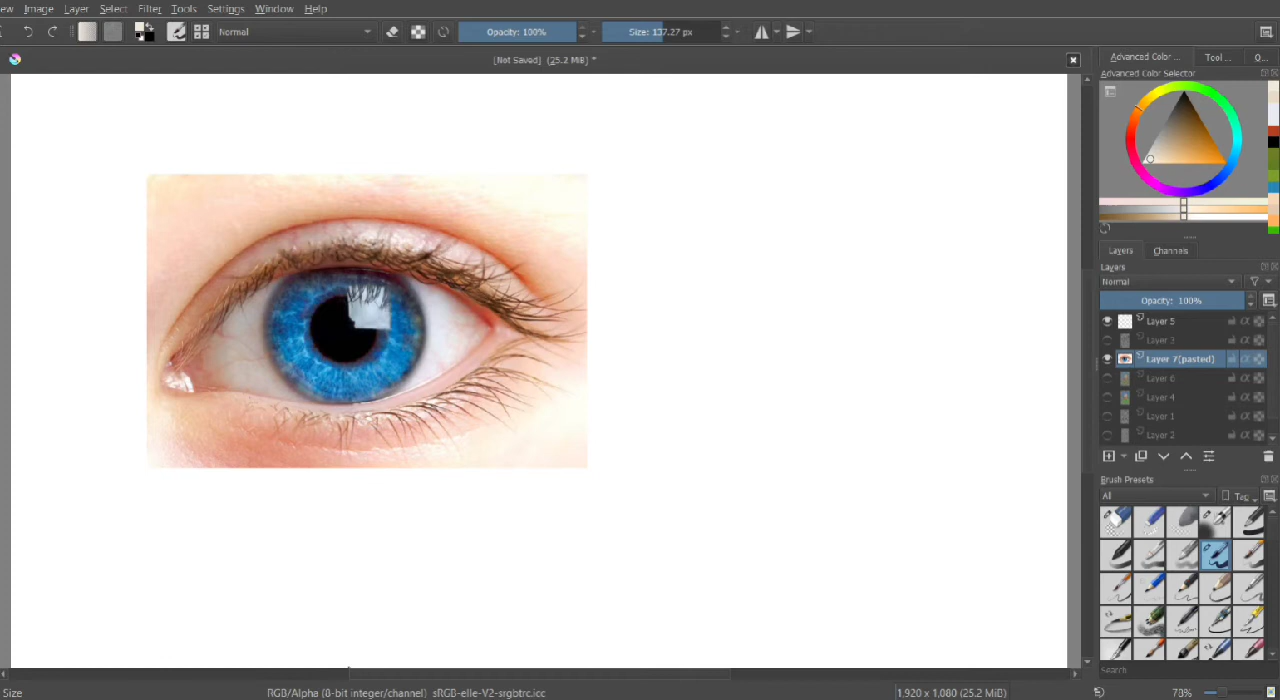 ew Image Layer Select Filter Tools Settings Window Help
Normal Opacity: 100% Size: 137.27 px
[Not Saved] (25.2 MiB) *
Advanced Color ... Tool ... Q...
Advanced Color Selector
Layers Channels
Layers
Normal
Opacity: 100%
Layer 5
Layer 3
Layer 7(pasted)
Layer 6
Layer 4
Layer 1
Layer 2
Brush Presets
All Tag
Search
Size RGB/Alpha (8-bit integer/channel) sRGB-elle-V2-srgbtrc.icc 1,920 x 1,080 (25.2 MiB) 78%